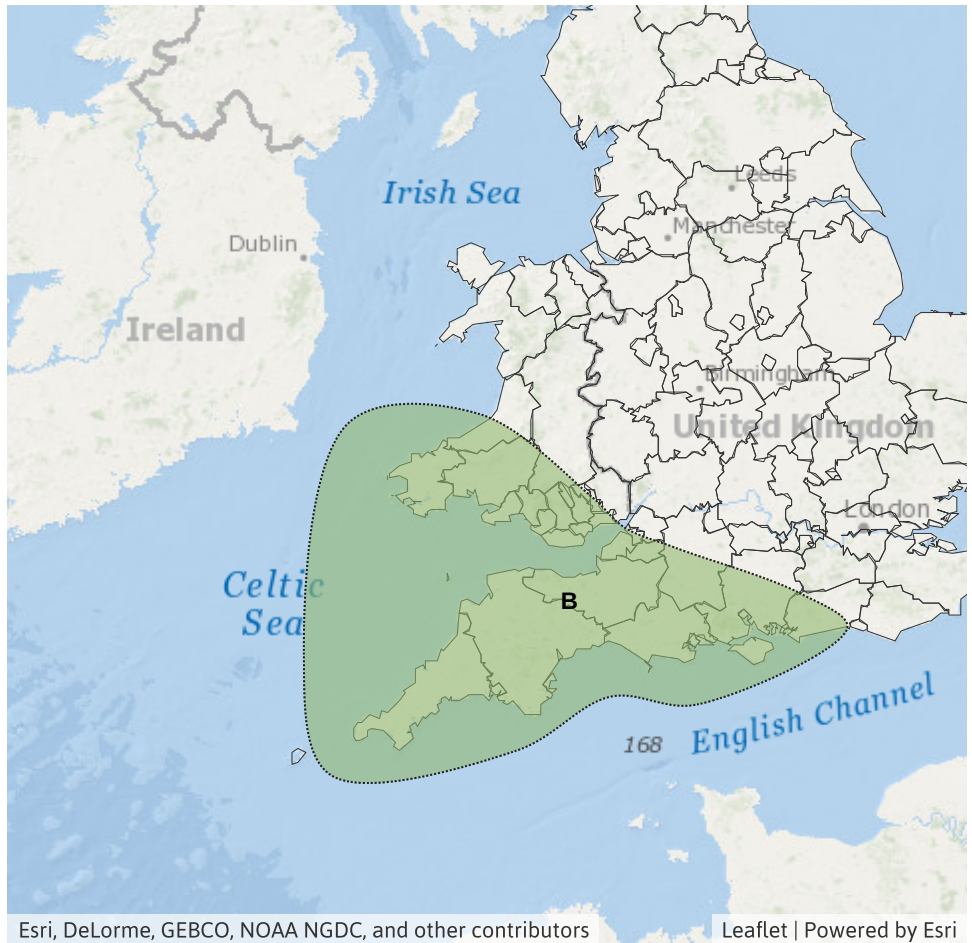 Leeds
Irish Sea
Manchester
Dublin
Ireland
Birmingham
United Kingdom
London
Celtic
Sea
B
English Channel
168
Esri, DeLorme, GEBCO, NOAA NGDC, and other contributors
Leaflet | Powered by Esri